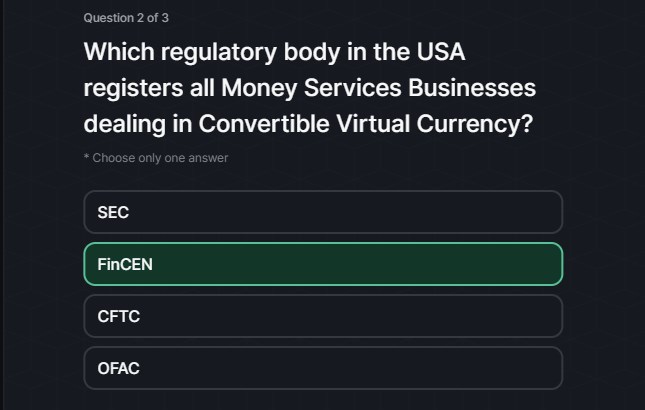 Question 2 of 3
Which regulatory body in the USA
registers all Money Services Businesses
dealing in Convertible Virtual Currency?
* Choose only one answer
SEC
FinCEN
CFTC
OFAC